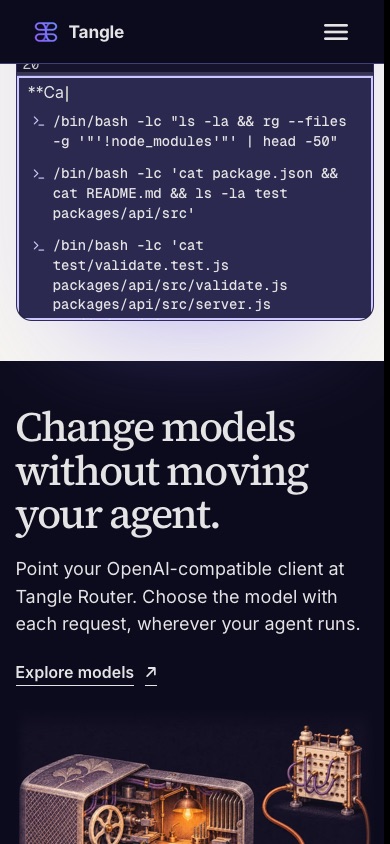 Tangle
20
**Ca
>_ /bin/bash -lc "ls -la && rg --files
-g '"'!node_modules'"' | head -50"
>_ /bin/bash -lc 'cat package.json &&
cat README.md && ls -la test
packages/api/src'
>_ /bin/bash -lc 'cat
test/validate.test.js
packages/api/src/validate.js
packages/api/src/server.js
Change models
without moving
your agent.
Point your OpenAI-compatible client at
Tangle Router. Choose the model with
each request, wherever your agent runs.
Explore models ↗